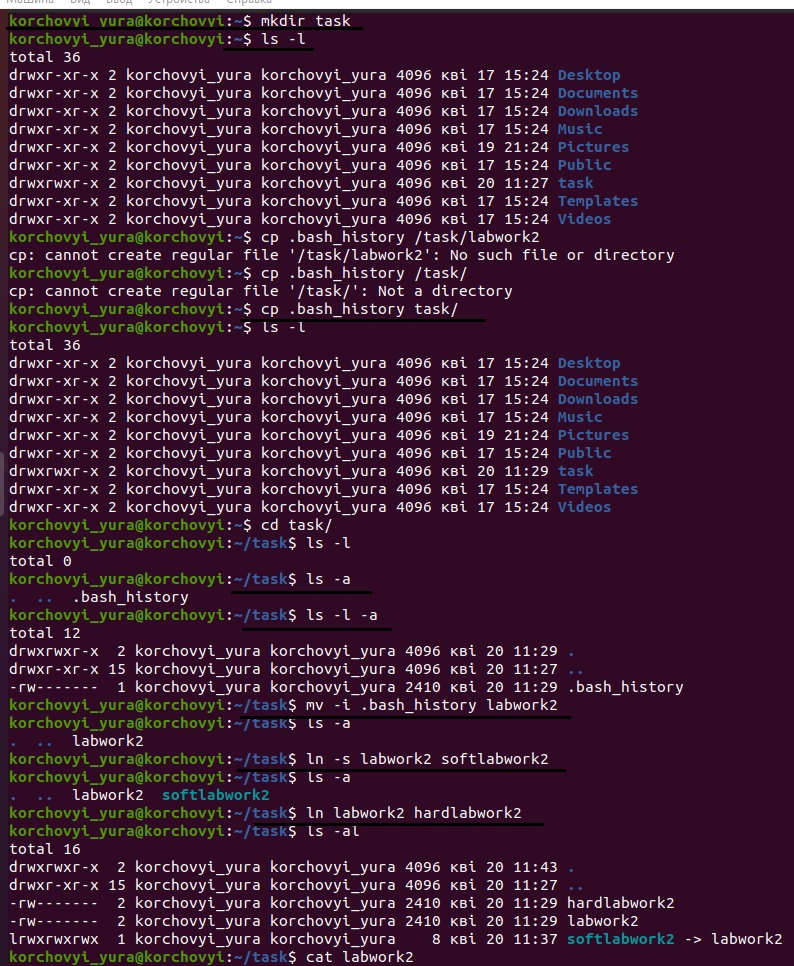 Машина Вид Ввод Устройства Справка
korchovyi_yura@korchovyi:~$ mkdir task
korchovyi_yura@korchovyi:~$ ls -l
total 36
drwxr-xr-x 2 korchovyi_yura korchovyi_yura 4096 кві 17 15:24 Desktop
drwxr-xr-x 2 korchovyi_yura korchovyi_yura 4096 кві 17 15:24 Documents
drwxr-xr-x 2 korchovyi_yura korchovyi_yura 4096 кві 17 15:24 Downloads
drwxr-xr-x 2 korchovyi_yura korchovyi_yura 4096 кві 17 15:24 Music
drwxr-xr-x 2 korchovyi_yura korchovyi_yura 4096 кві 19 21:24 Pictures
drwxr-xr-x 2 korchovyi_yura korchovyi_yura 4096 кві 17 15:24 Public
drwxrwxr-x 2 korchovyi_yura korchovyi_yura 4096 кві 20 11:27 task
drwxr-xr-x 2 korchovyi_yura korchovyi_yura 4096 кві 17 15:24 Templates
drwxr-xr-x 2 korchovyi_yura korchovyi_yura 4096 кві 17 15:24 Videos
korchovyi_yura@korchovyi:~$ cp .bash_history /task/labwork2
cp: cannot create regular file '/task/labwork2': No such file or directory
korchovyi_yura@korchovyi:~$ cp .bash_history /task/
cp: cannot create regular file '/task/': Not a directory
korchovyi_yura@korchovyi:~$ cp .bash_history task/
korchovyi_yura@korchovyi:~$ ls -l
total 36
drwxr-xr-x 2 korchovyi_yura korchovyi_yura 4096 кві 17 15:24 Desktop
drwxr-xr-x 2 korchovyi_yura korchovyi_yura 4096 кві 17 15:24 Documents
drwxr-xr-x 2 korchovyi_yura korchovyi_yura 4096 кві 17 15:24 Downloads
drwxr-xr-x 2 korchovyi_yura korchovyi_yura 4096 кві 17 15:24 Music
drwxr-xr-x 2 korchovyi_yura korchovyi_yura 4096 кві 19 21:24 Pictures
drwxr-xr-x 2 korchovyi_yura korchovyi_yura 4096 кві 17 15:24 Public
drwxrwxr-x 2 korchovyi_yura korchovyi_yura 4096 кві 20 11:29 task
drwxr-xr-x 2 korchovyi_yura korchovyi_yura 4096 кві 17 15:24 Templates
drwxr-xr-x 2 korchovyi_yura korchovyi_yura 4096 кві 17 15:24 Videos
korchovyi_yura@korchovyi:~$ cd task/
korchovyi_yura@korchovyi:~/task$ ls -l
total 0
korchovyi_yura@korchovyi:~/task$ ls -a
.  ..  .bash_history
korchovyi_yura@korchovyi:~/task$ ls -l -a
total 12
drwxrwxr-x  2 korchovyi_yura korchovyi_yura 4096 кві 20 11:29 .
drwxr-xr-x 15 korchovyi_yura korchovyi_yura 4096 кві 20 11:27 ..
-rw-------  1 korchovyi_yura korchovyi_yura 2410 кві 20 11:29 .bash_history
korchovyi_yura@korchovyi:~/task$ mv -i .bash_history labwork2
korchovyi_yura@korchovyi:~/task$ ls -a
.  ..  labwork2
korchovyi_yura@korchovyi:~/task$ ln -s labwork2 softlabwork2
korchovyi_yura@korchovyi:~/task$ ls -a
.  ..  labwork2  softlabwork2
korchovyi_yura@korchovyi:~/task$ ln labwork2 hardlabwork2
korchovyi_yura@korchovyi:~/task$ ls -al
total 16
drwxrwxr-x  2 korchovyi_yura korchovyi_yura 4096 кві 20 11:43 .
drwxr-xr-x 15 korchovyi_yura korchovyi_yura 4096 кві 20 11:27 ..
-rw-------  2 korchovyi_yura korchovyi_yura 2410 кві 20 11:29 hardlabwork2
-rw-------  2 korchovyi_yura korchovyi_yura 2410 кві 20 11:29 labwork2
lrwxrwxrwx  1 korchovyi_yura korchovyi_yura    8 кві 20 11:37 softlabwork2 -> labwork2
korchovyi_yura@korchovyi:~/task$ cat labwork2